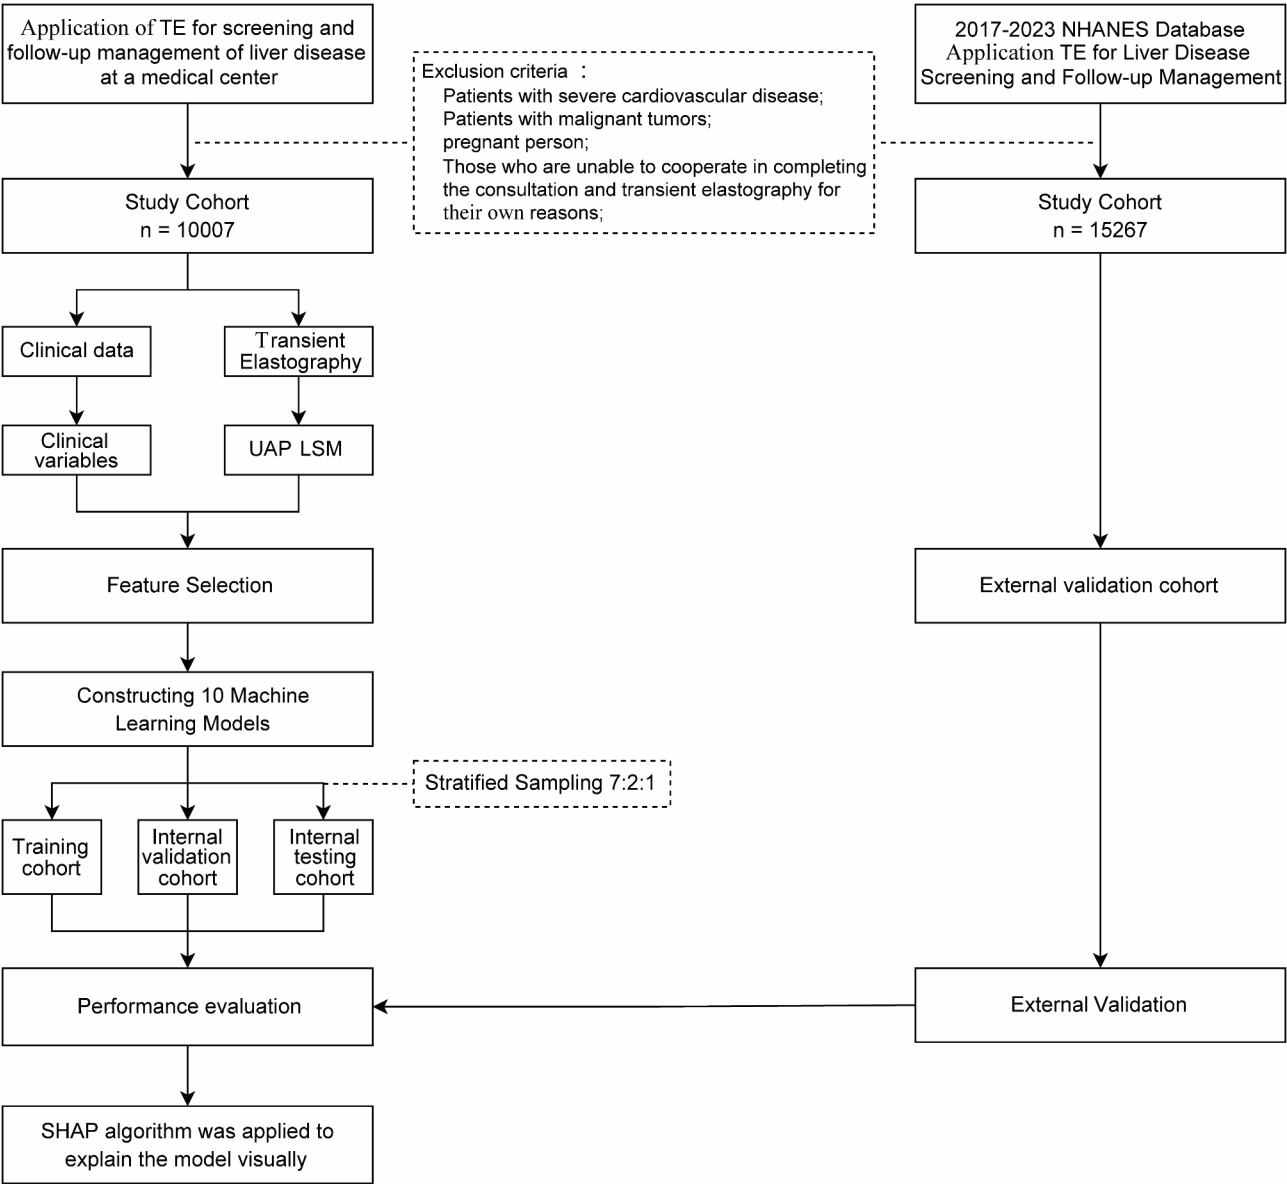 Application of TE for screening and
follow-up management of liver disease
at a medical center
Exclusion criteria :
Patients with severe cardiovascular disease;
Patients with malignant tumors;
pregnant person;
Those who are unable to cooperate in completing
the consultation and transient elastography for
their own reasons;
2017-2023 NHANES Database
Application TE for Liver Disease
Screening and Follow-up Management
Study Cohort
n = 10007
Study Cohort
n = 15267
Clinical data
Transient
Elastography
Clinical
variables
UAP LSM
Feature Selection
External validation cohort
Constructing 10 Machine
Learning Models
Stratified Sampling 7:2:1
Training
cohort
Internal
validation
cohort
Internal
testing
cohort
Performance evaluation
External Validation
SHAP algorithm was applied to
explain the model visually